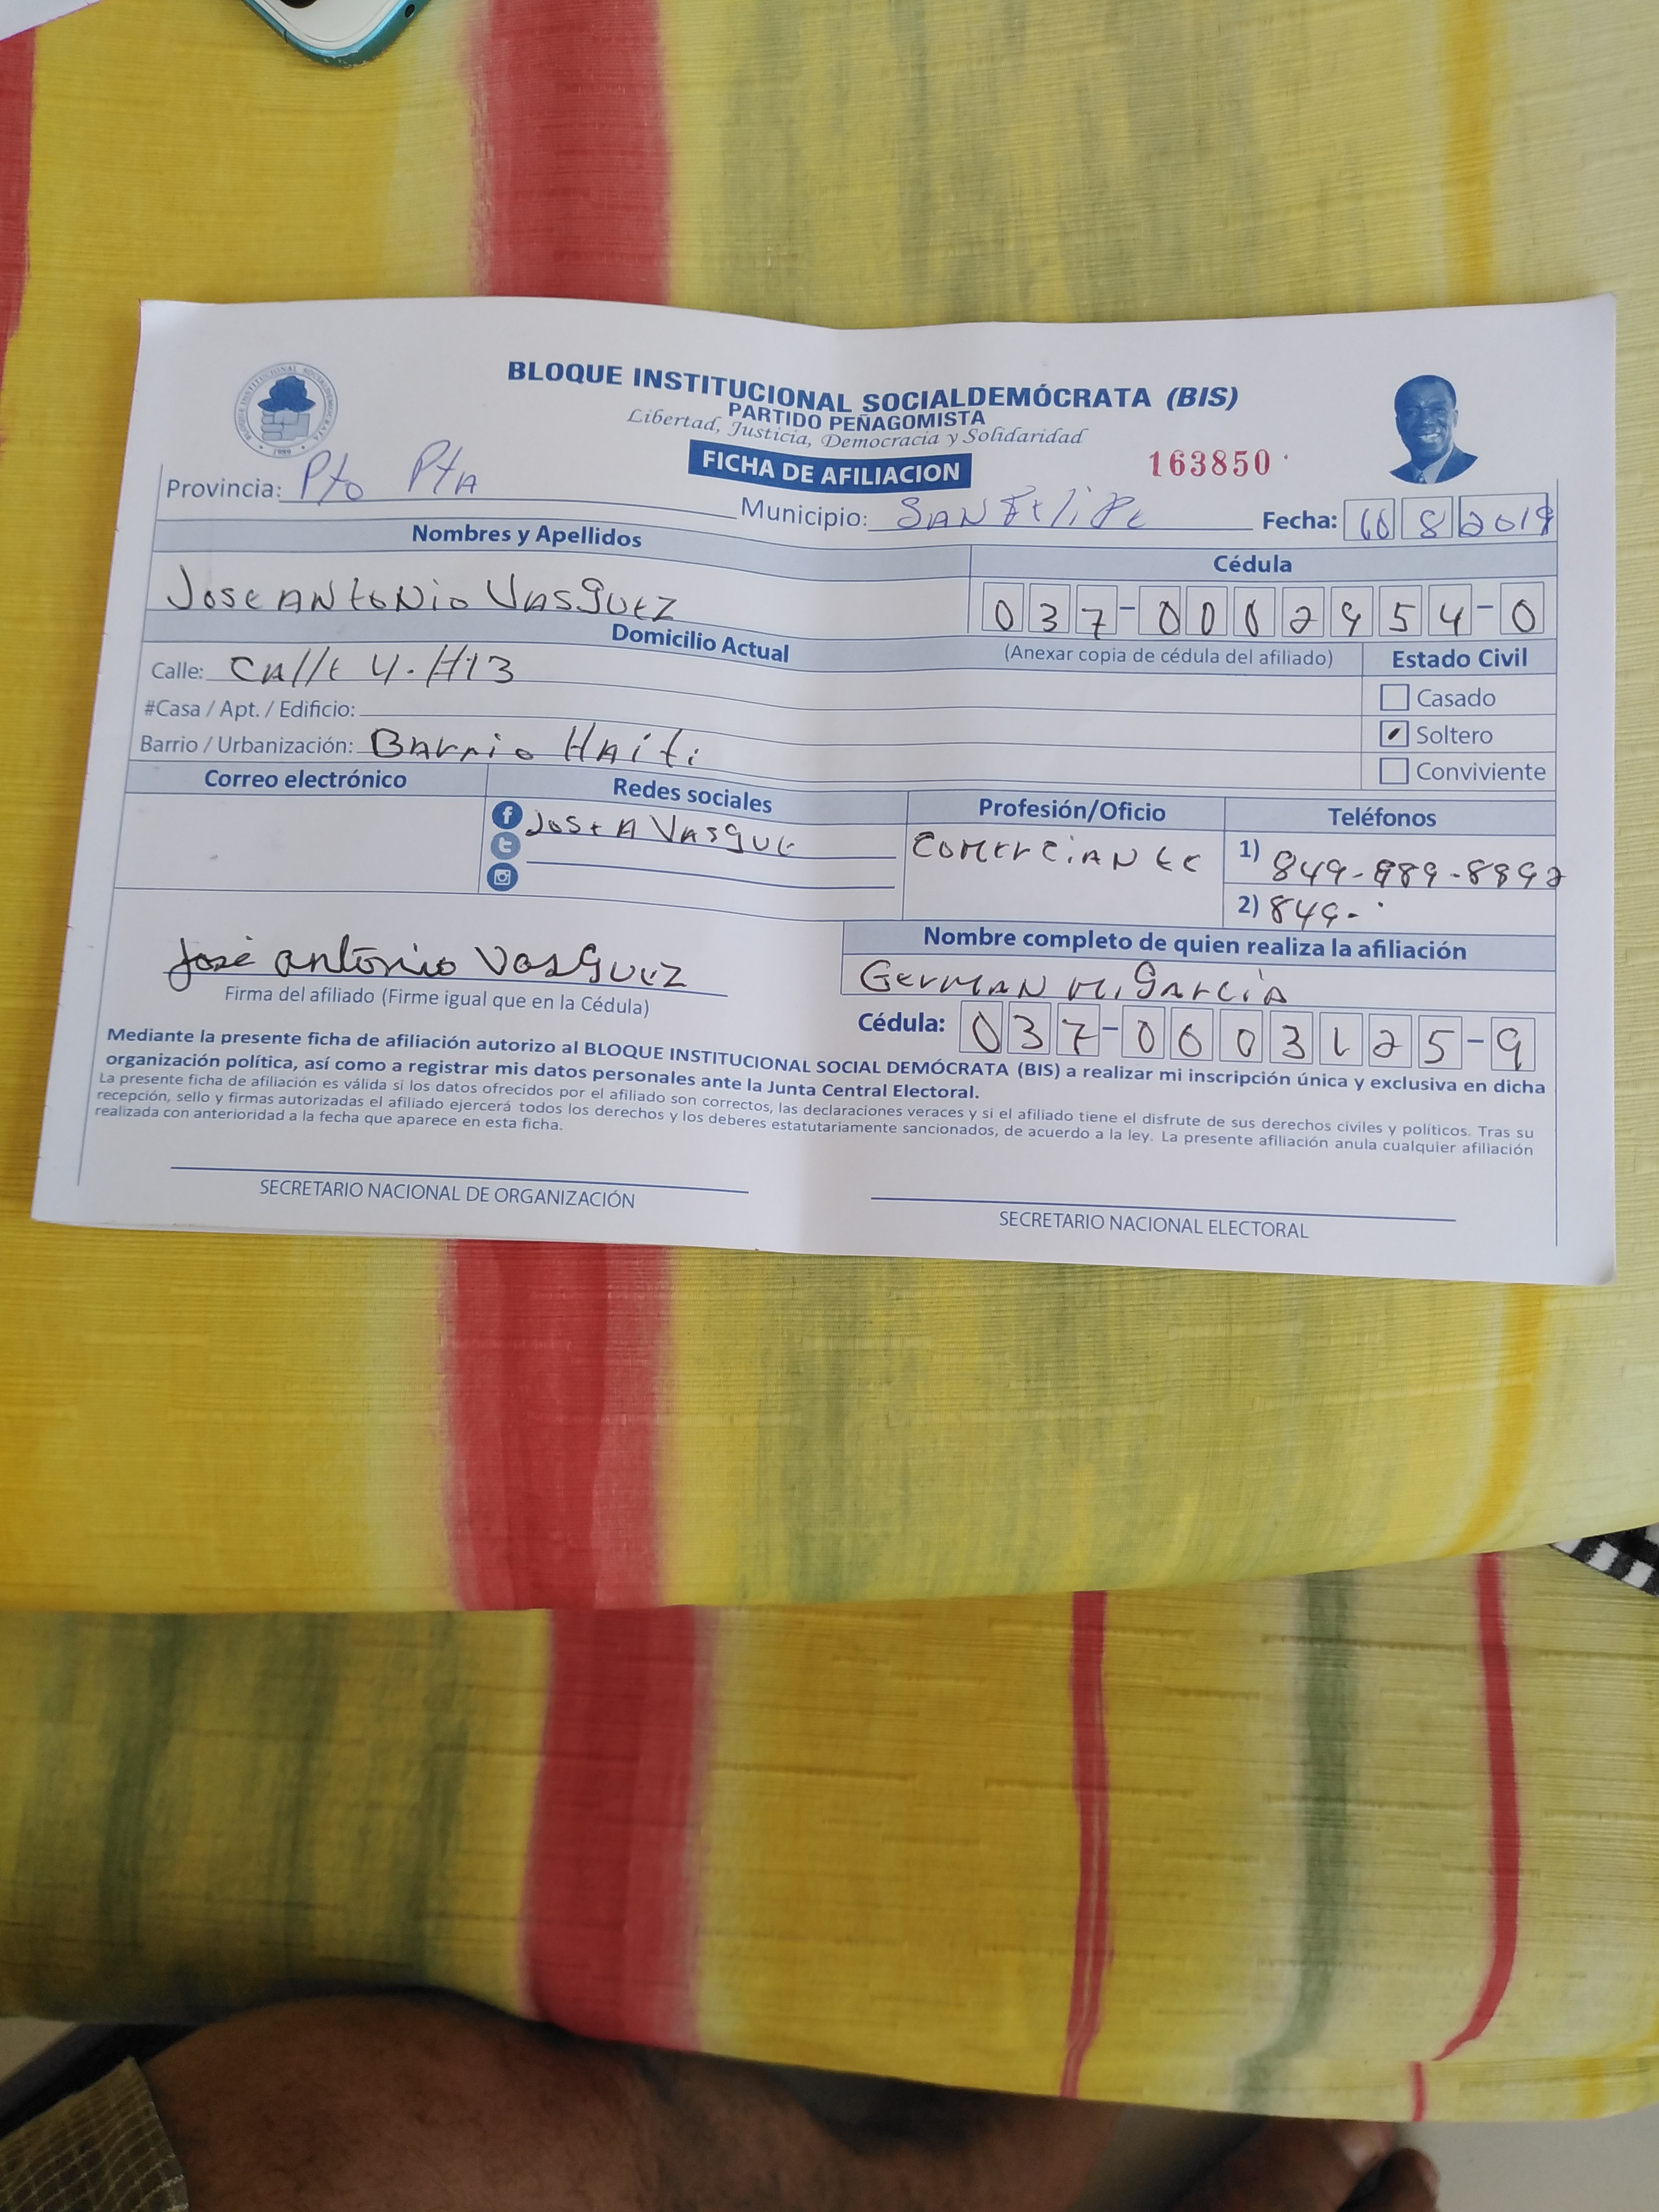 BLOQUE INSTITUCIONAL SOCIALDEMÓCRATA (BIS)
PARTIDO PEÑAGOMISTA
Libertad, Justicia, Democracia y Solidaridad
FICHA DE AFILIACION
163850
Provincia: Pto Pta
Municipio: San Felipe
Fecha: 8 2019
Nombres y Apellidos
Cédula
Jose Antonio Vasquez
037-0002954-0
Domicilio Actual
(Anexar copia de cédula del afiliado)
Estado Civil
Calle: Calle 4. #13
Casado
#Casa / Apt. / Edificio:
Soltero
Barrio / Urbanización: Barrio Haiti
Conviviente
Correo electrónico
Redes sociales
Profesión/Oficio
Teléfonos
Jose A Vasque
Comerciante
1) 849-889-8892
2) 849-
José antonio Vasquez
Firma del afiliado (Firme igual que en la Cédula)
Nombre completo de quien realiza la afiliación
German M. Garcia
Cédula: 037-0003125-9
Mediante la presente ficha de afiliación autorizo al BLOQUE INSTITUCIONAL SOCIAL DEMÓCRATA (BIS) a realizar mi inscripción única y exclusiva en dicha
organización política, así como a registrar mis datos personales ante la Junta Central Electoral.
La presente ficha de afiliación es válida si los datos ofrecidos por el afiliado son correctos, las declaraciones veraces y si el afiliado tiene el disfrute de sus derechos civiles y políticos. Tras su
recepción, sello y firmas autorizadas el afiliado ejercerá todos los derechos y los deberes estatutariamente sancionados, de acuerdo a la ley. La presente afiliación anula cualquier afiliación
realizada con anterioridad a la fecha que aparece en esta ficha.
SECRETARIO NACIONAL DE ORGANIZACIÓN
SECRETARIO NACIONAL ELECTORAL